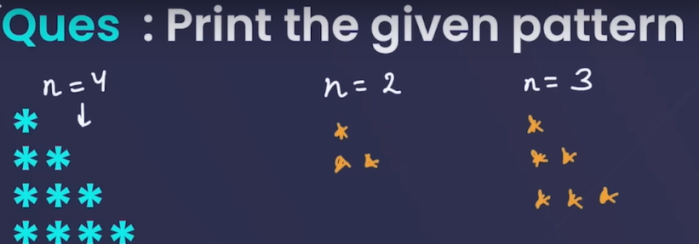 Ques : Print the given pattern
n = 4 n = 2 n = 3
↓
* * *
* * * * * *
* * * * * *
* * * *